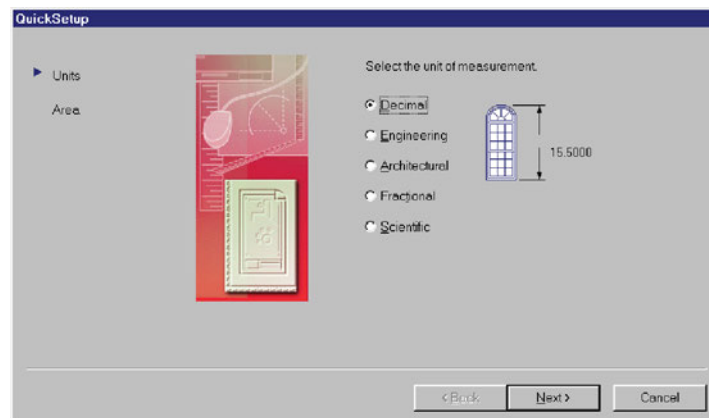 QuickSetup
Units
Area
Select the unit of measurement.
Decimal
Engineering
Architectural
Fractional
Scientific
15.5000
< Back
Next >
Cancel